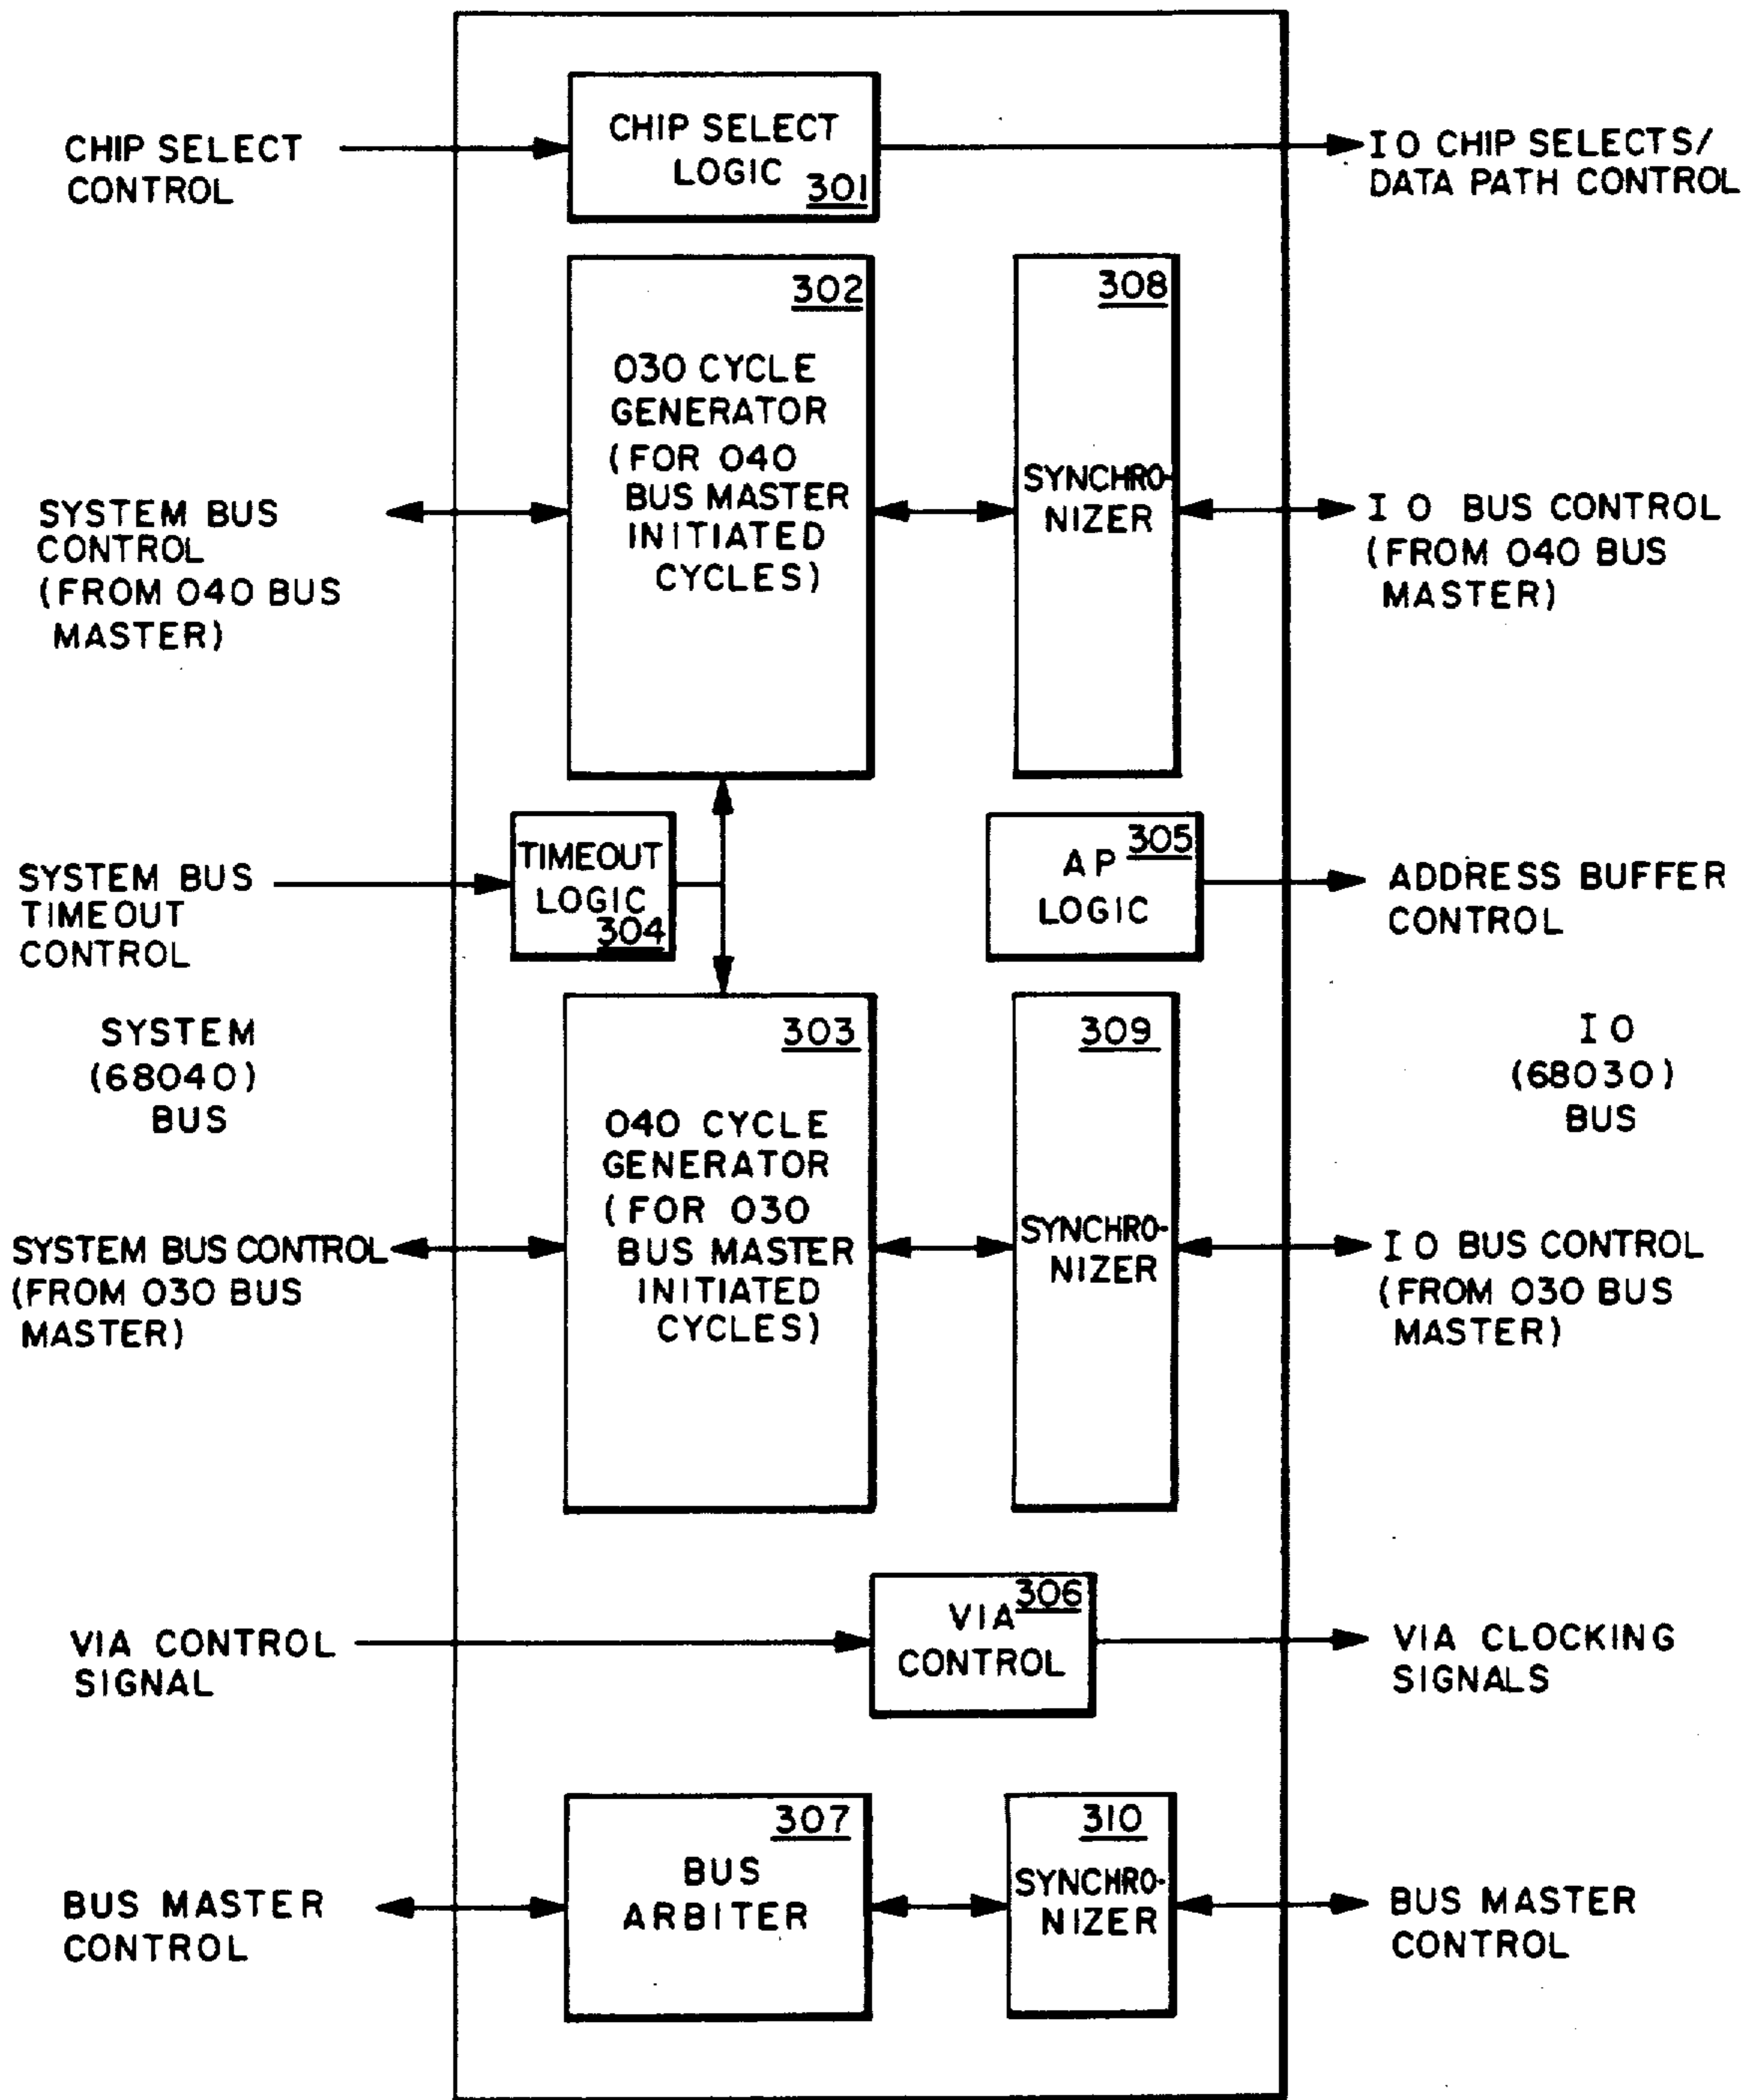 CHIP SELECT
CONTROL
CHIP SELECT
LOGIC
301
IO CHIP SELECTS/
DATA PATH CONTROL
302
030 CYCLE
GENERATOR
(FOR 040
BUS MASTER
INITIATED
CYCLES)
308
SYNCHRO-
NIZER
SYSTEM BUS
CONTROL
(FROM 040 BUS
MASTER)
IO BUS CONTROL
(FROM 040 BUS
MASTER)
SYSTEM BUS
TIMEOUT
CONTROL
TIMEOUT
LOGIC
304
305
AP
LOGIC
ADDRESS BUFFER
CONTROL
SYSTEM
(68040)
BUS
IO
(68030)
BUS
303
040 CYCLE
GENERATOR
(FOR 030
BUS MASTER
INITIATED
CYCLES)
309
SYNCHRO-
NIZER
SYSTEM BUS CONTROL
(FROM 030 BUS
MASTER)
IO BUS CONTROL
(FROM 030 BUS
MASTER)
VIA CONTROL
SIGNAL
306
VIA
CONTROL
VIA CLOCKING
SIGNALS
BUS MASTER
CONTROL
307
BUS
ARBITER
310
SYNCHRO-
NIZER
BUS MASTER
CONTROL